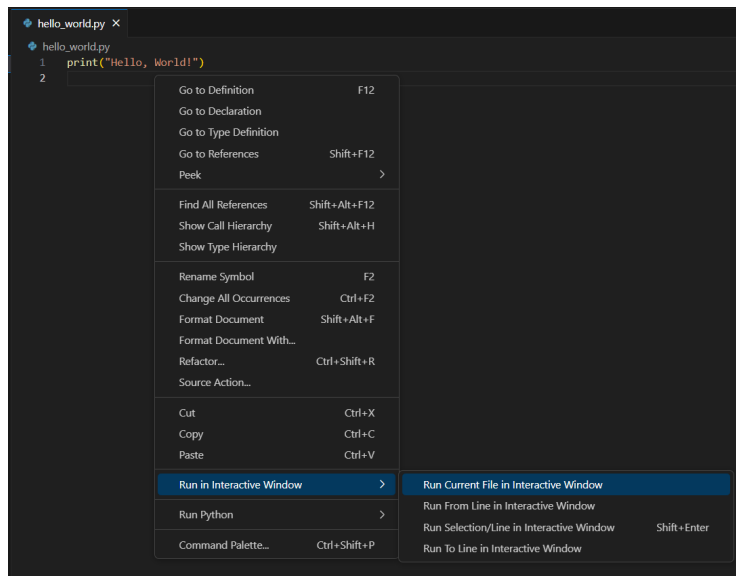 hello_world.py
hello_world.py
1 print("Hello, World!")
2
Go to Definition F12
Go to Declaration
Go to Type Definition
Go to References Shift+F12
Peek
Find All References Shift+Alt+F12
Show Call Hierarchy Shift+Alt+H
Show Type Hierarchy
Rename Symbol F2
Change All Occurrences Ctrl+F2
Format Document Shift+Alt+F
Format Document With...
Refactor... Ctrl+Shift+R
Source Action...
Cut Ctrl+X
Copy Ctrl+C
Paste Ctrl+V
Run in Interactive Window
Run Python
Command Palette... Ctrl+Shift+P
Run Current File in Interactive Window
Run From Line in Interactive Window
Run Selection/Line in Interactive Window Shift+Enter
Run To Line in Interactive Window